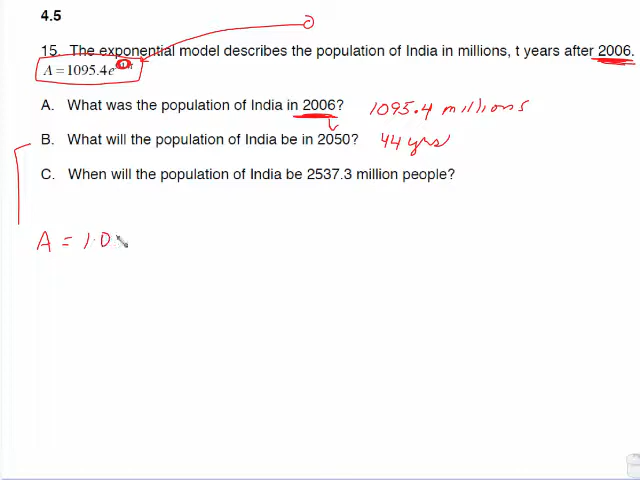 4.5
15. The exponential model describes the population of India in millions, t years after 2006.
A = 1095.4e
A. What was the population of India in 2006? 1095.4 millions
B. What will the population of India be in 2050? 44 yrs
C. When will the population of India be 2537.3 million people?
A = 1.0